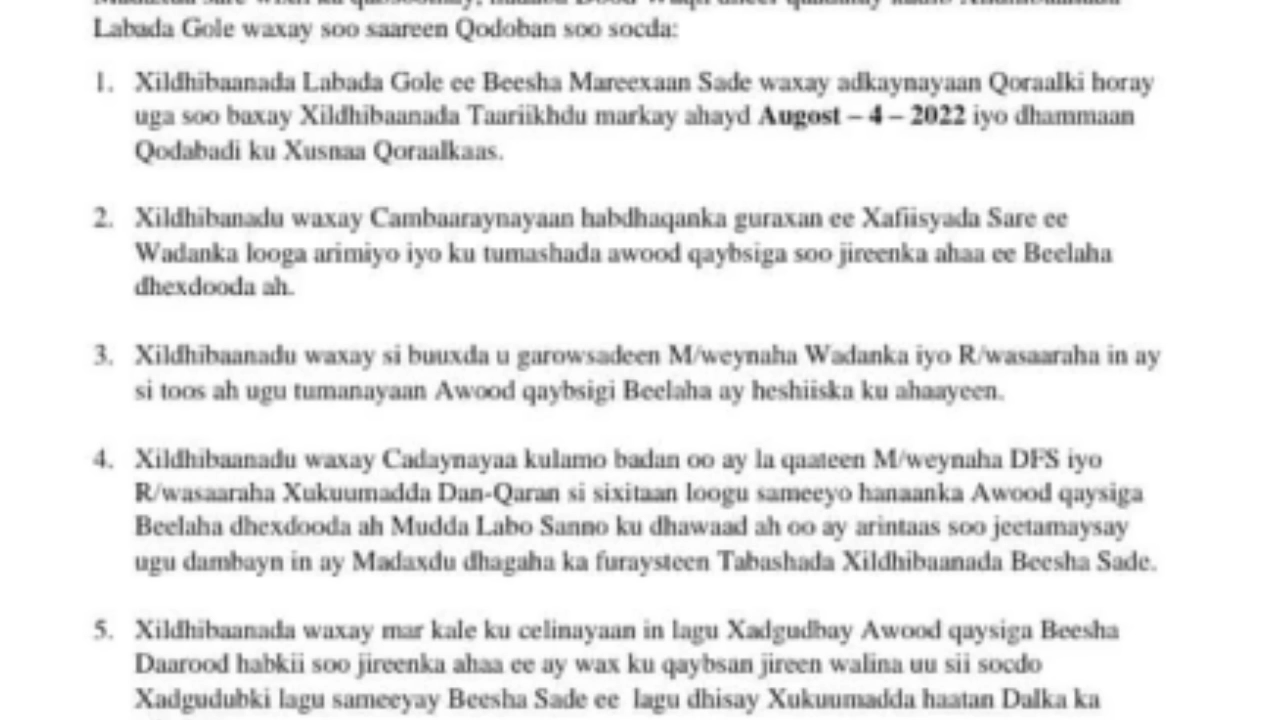 Labada Gole waxay soo saareen Qodoban soo socda:
1. Xildhibaanada Labada Gole ee Beesha Mareexaan Sade waxay adkaynayaan Qoraalki horay
uga soo baxay Xildhibaanada Taariikhdu markay ahayd Augost – 4 – 2022 iyo dhammaan
Qodabadi ku Xusnaa Qoraalkaas.
2. Xildhibanadu waxay Cambaaraynayaan habdhaqanka guraxan ee Xafiisyada Sare ee
Wadanka looga arimiyo iyo ku tumashada awood qaybsiga soo jireenka ahaa ee Beelaha
dhexdooda ah.
3. Xildhibaanadu waxay si buuxda u garowsadeen M/weynaha Wadanka iyo R/wasaaraha in ay
si toos ah ugu tumanayaan Awood qaybsigi Beelaha ay heshiiska ku ahaayeen.
4. Xildhibaanadu waxay Cadaynayaa kulamo badan oo ay la qaateen M/weynaha DFS iyo
R/wasaaraha Xukuumadda Dan-Qaran si sixitaan loogu sameeyo hanaanka Awood qaysiga
Beelaha dhexdooda ah Mudda Labo Sanno ku dhawaad ah oo ay arintaas soo jeetamaysay
ugu dambayn in ay Madaxdu dhagaha ka furaysteen Tabashada Xildhibaanada Beesha Sade.
5. Xildhibaanada waxay mar kale ku celinayaan in lagu Xadgudbay Awood qaysiga Beesha
Daarood habkii soo jireenka ahaa ee ay wax ku qaybsan jireen walina uu sii socdo
Xadgudubki lagu sameeyay Beesha Sade ee lagu dhisay Xukuumadda haatan Dalka ka